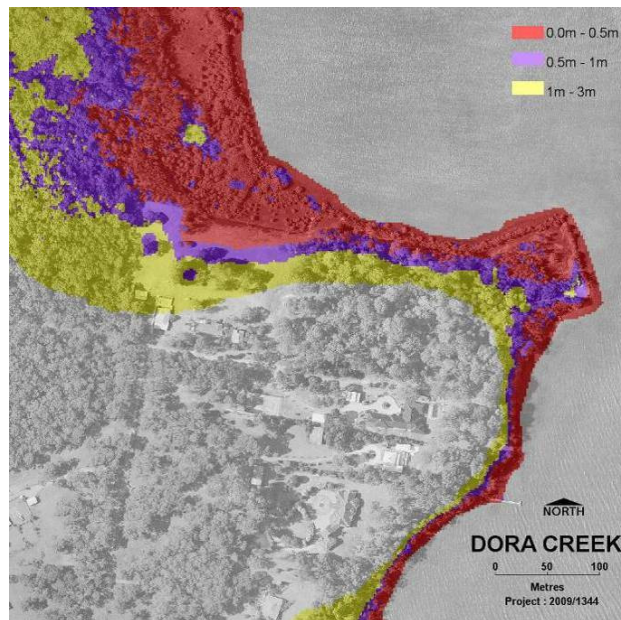 0.0m - 0.5m
0.5m - 1m
1m - 3m
NORTH
DORA CREEK
0 50 100
Metres
Project : 2009/1344